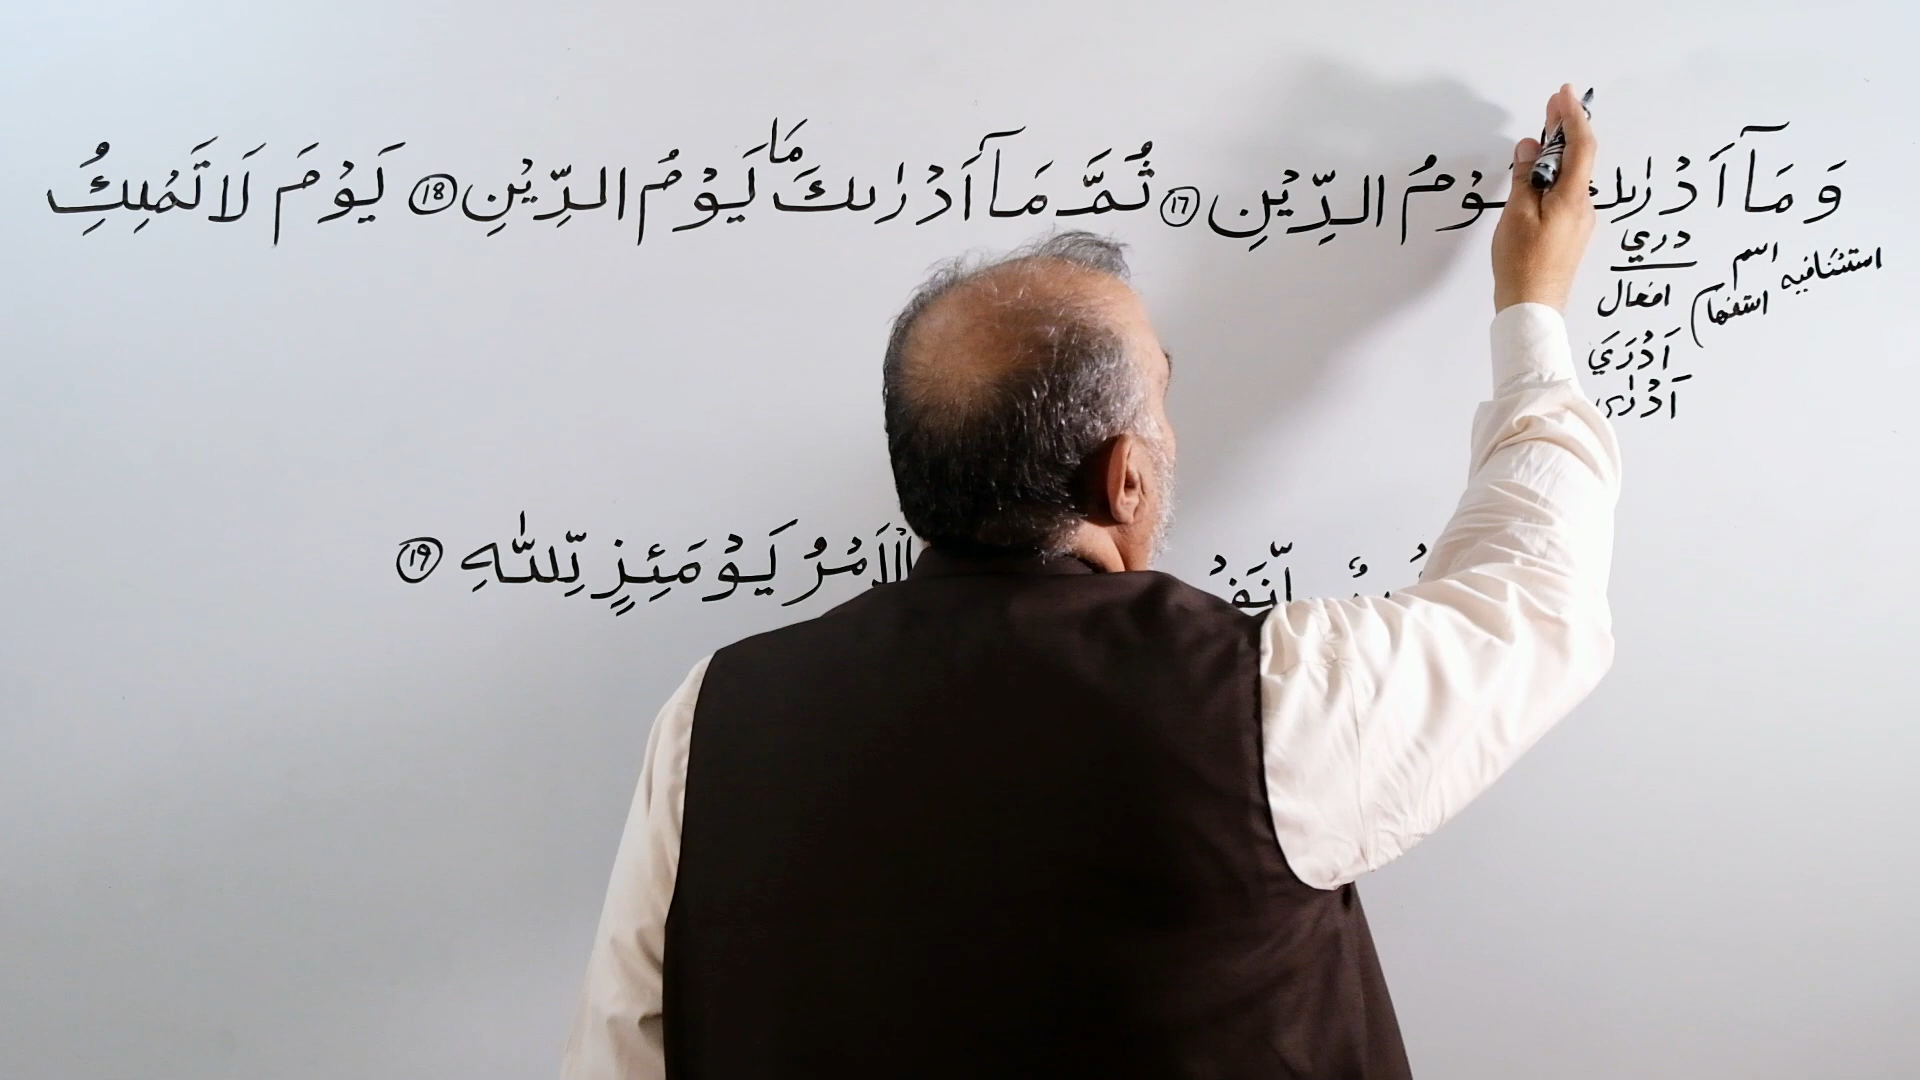 وَ مَآ اَدْرٰىكَ يَوْمُ الدِّيْنِ ١٧ ثُمَّ مَآ اَدْرٰىكَ مَا يَوْمُ الدِّيْنِ ١٨ يَوْمَ لَا تَمْلِكُ
استئنافيه
اسم استفهام
دري
افعال
اَدْرَيَ
اَدْرٰى
الْاَمْرُ يَوْمَئِذٍ لِّلّٰهِ ١٩